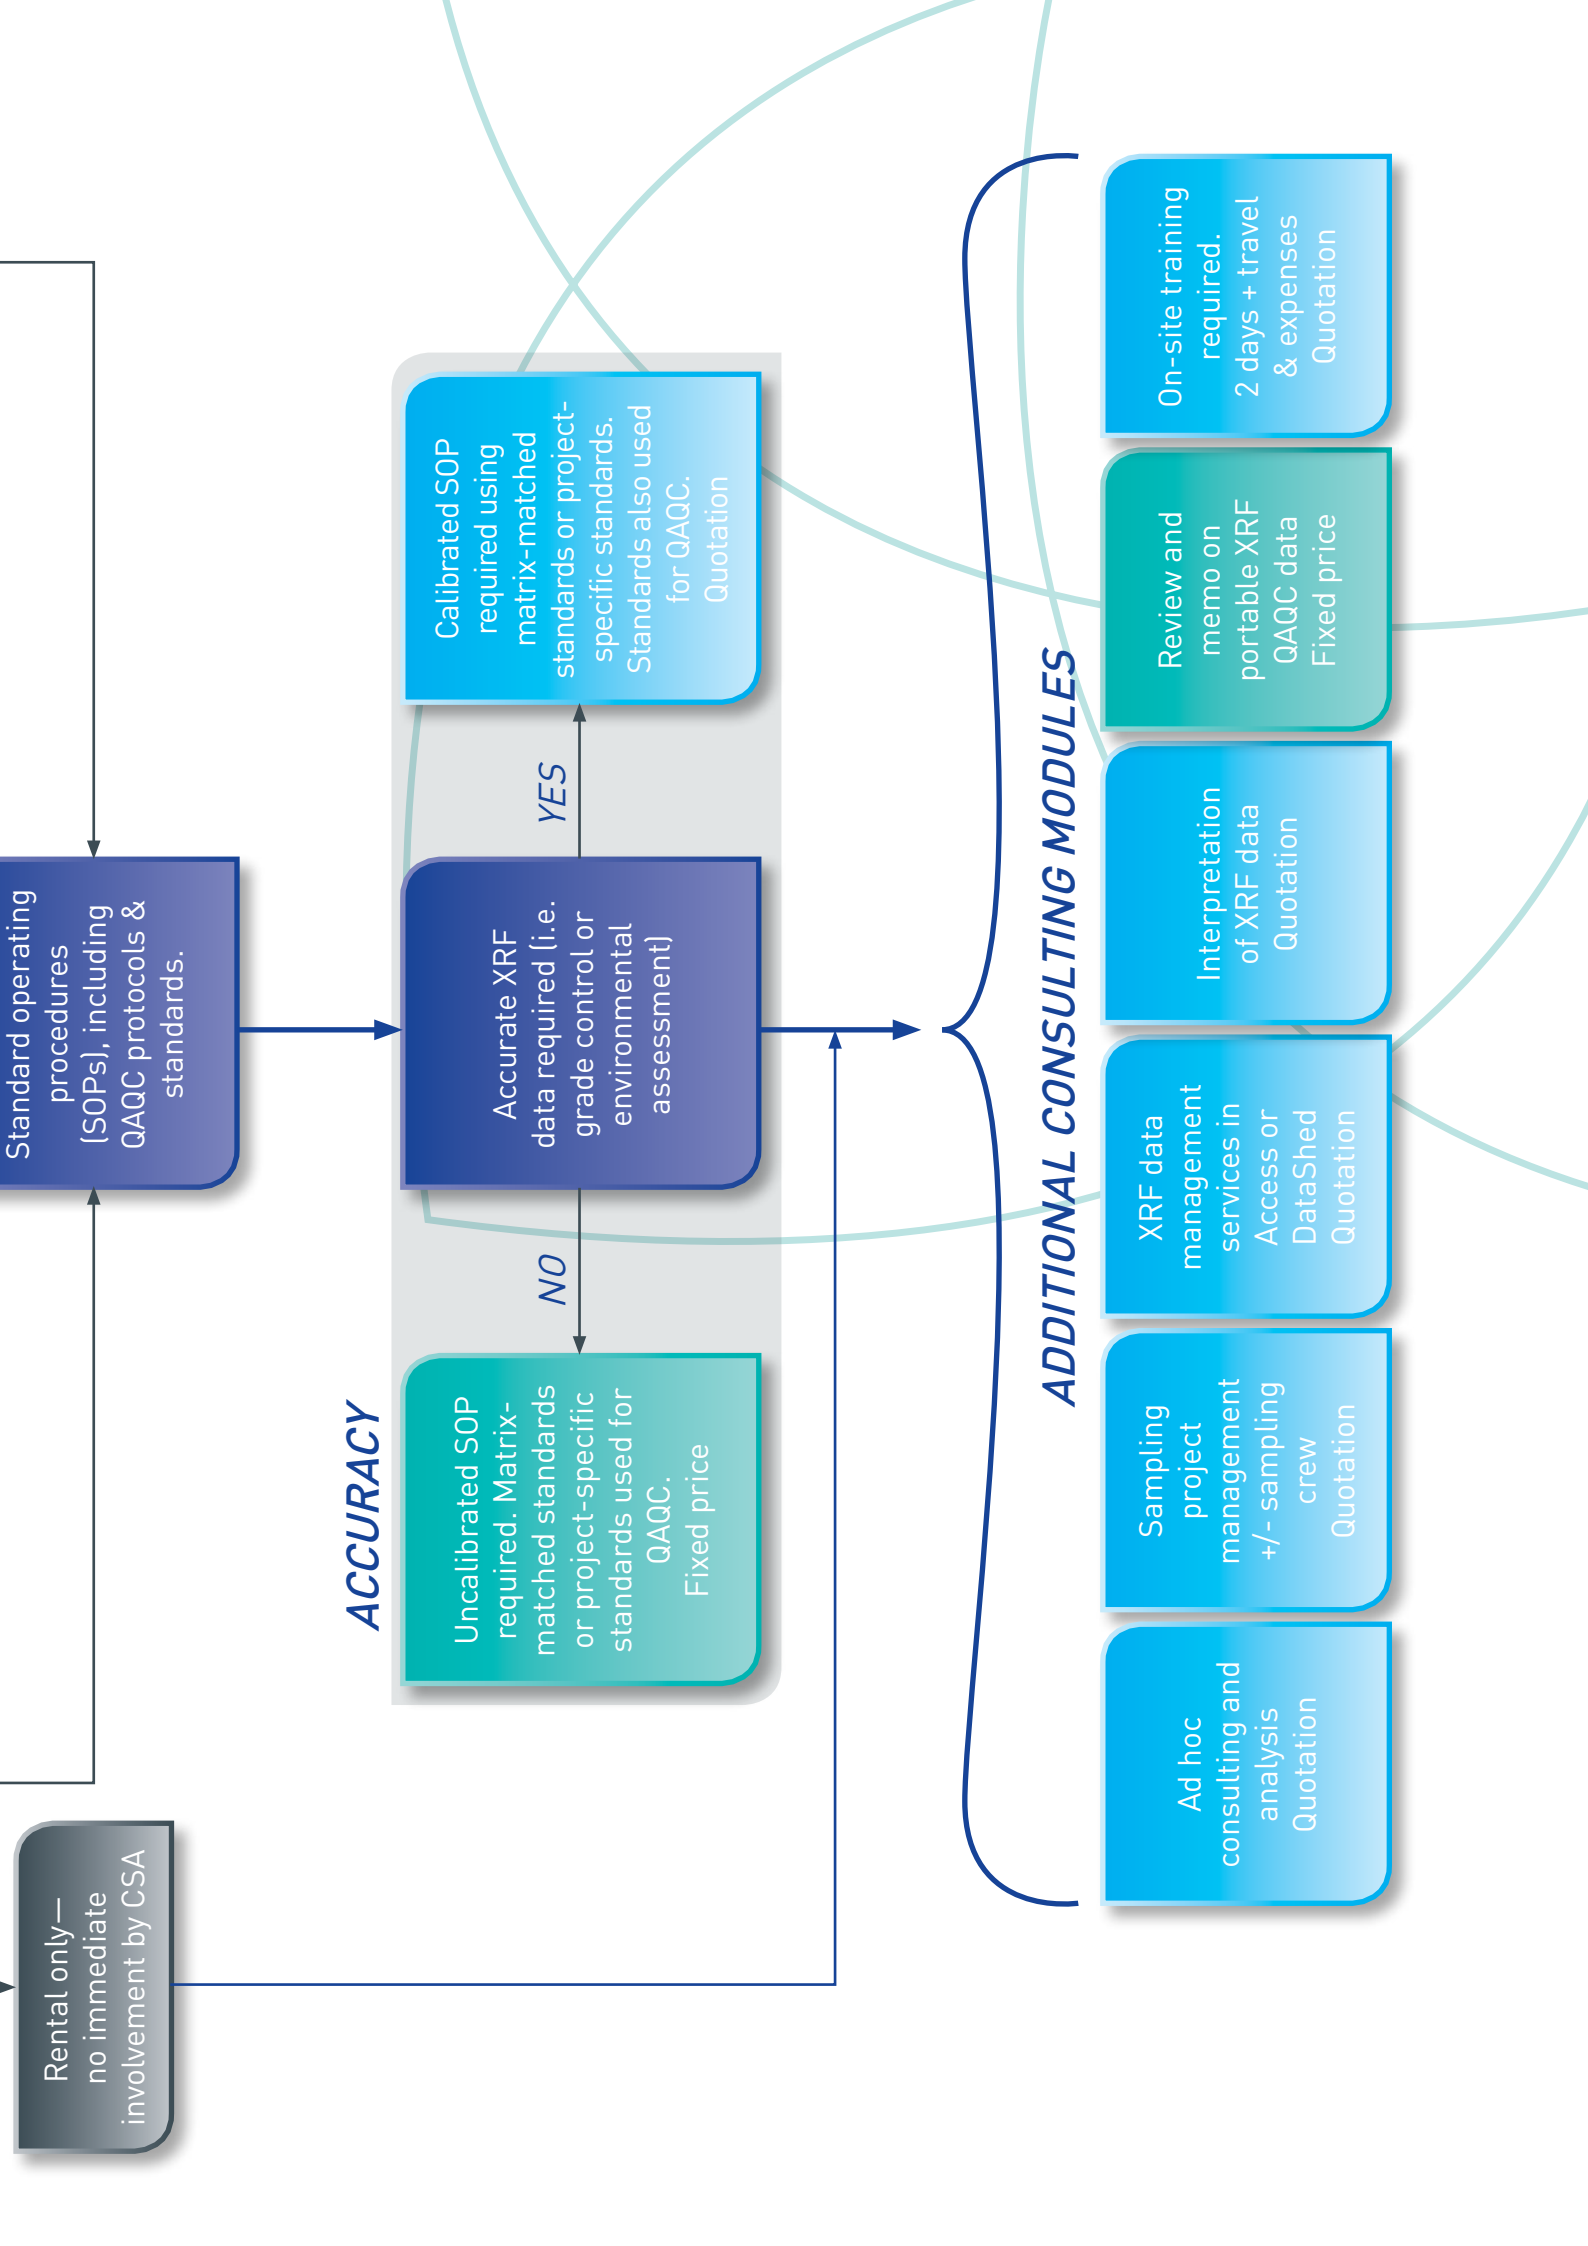 Rental only—
no immediate
involvement by CSA
Standard operating
procedures
(SOPs), including
QAQC protocols &
standards.
ACCURACY
Uncalibrated SOP
required. Matrix-
matched standards
or project-specific
standards used for
QAQC.
Fixed price
NO
Accurate XRF
data required (i.e.
grade control or
environmental
assessment)
YES
Calibrated SOP
required using
matrix-matched
standards or project-
specific standards.
Standards also used
for QAQC.
Quotation
ADDITIONAL CONSULTING MODULES
Ad hoc
consulting and
analysis
Quotation
Sampling
project
management
+/- sampling
crew
Quotation
XRF data
management
services in
Access or
DataShed
Quotation
Interpretation
of XRF data
Quotation
Review and
memo on
portable XRF
QAQC data
Fixed price
On-site training
required.
2 days + travel
& expenses
Quotation